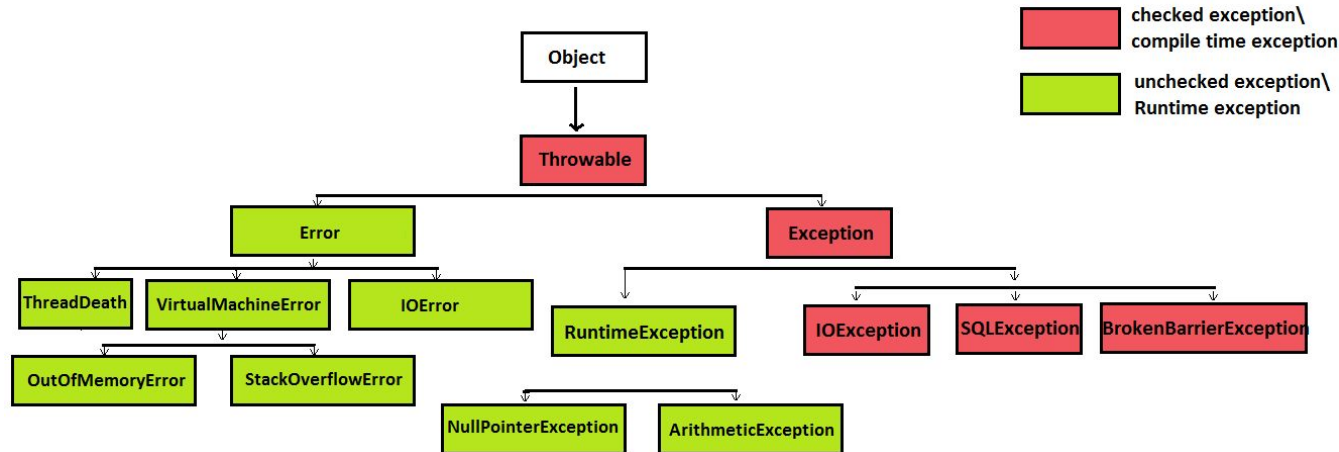 checked exception\
compile time exception
Object
unchecked exception\
Runtime exception
Throwable
Error
Exception
ThreadDeath
VirtualMachineError
IOError
RuntimeException
IOException
SQLException
BrokenBarrierException
OutOfMemoryError
StackOverflowError
NullPointerException
ArithmeticException